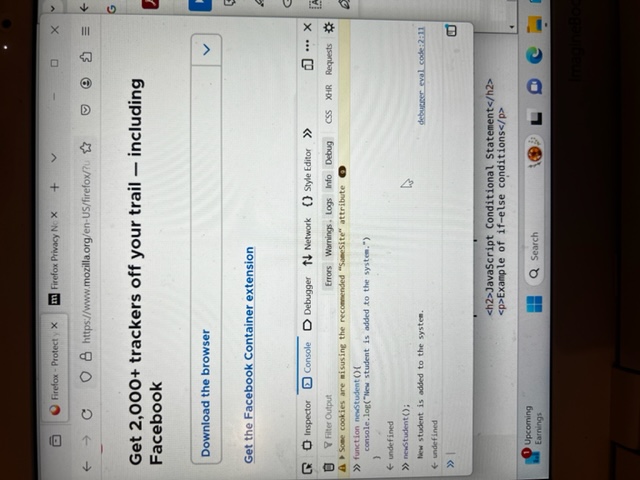 Firefox - Protect y
Firefox Privacy No
https://www.mozilla.org/en-US/firefox/?u
Get 2,000+ trackers off your trail — including
Facebook
Download the browser
Get the Facebook Container extension
Inspector Console Debugger Network {} Style Editor
Filter Output Errors Warnings Logs Info Debug CSS XHR Requests
Some cookies are misusing the recommended "SameSite" attribute
function newStudent(){
console.log("New student is added to the system.")
}
undefined
newStudent();
New student is added to the system. debugger eval code:2:11
undefined
<h2>JavaScript Conditional Statement</h2>
<p>Example of if-else conditions</p>
1 Upcoming
Earnings
Search